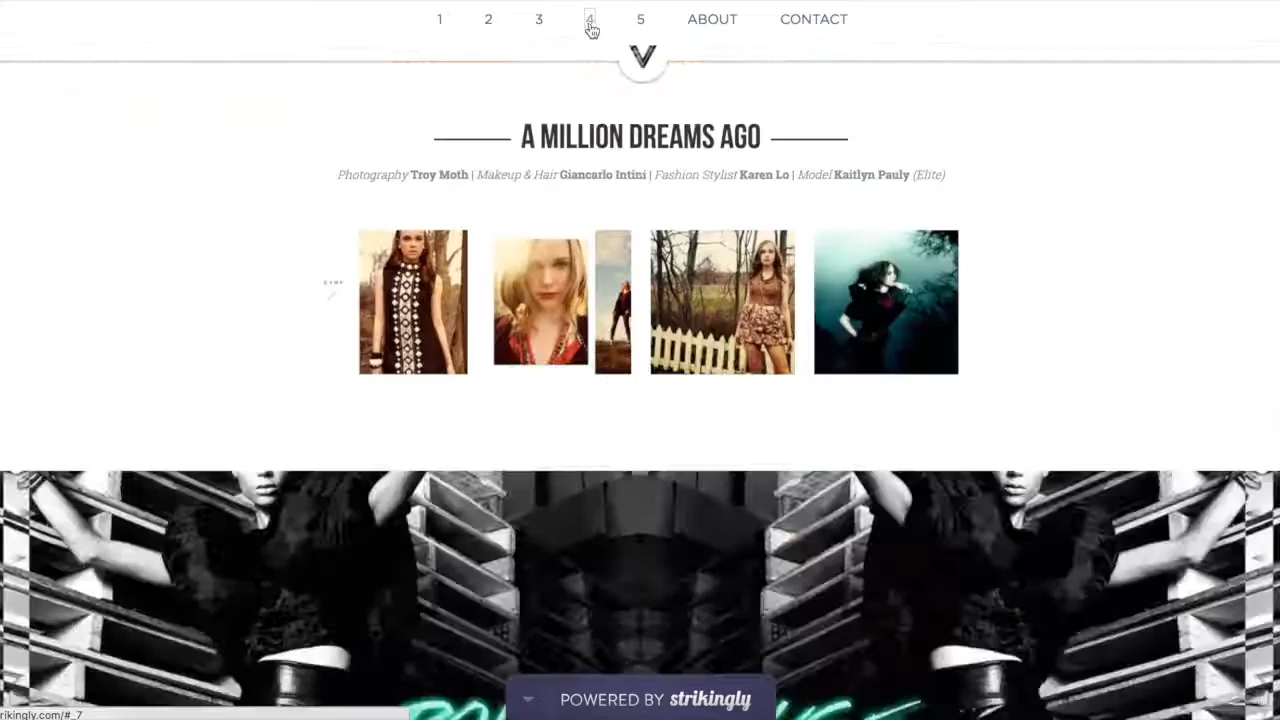 1 2 3 4 5 ABOUT CONTACT
V
A MILLION DREAMS AGO
Photography Troy Moth | Makeup & Hair Giancarlo Intini | Fashion Stylist Karen Lo | Model Kaitlyn Pauly (Elite)
POWERED BY strikingly
rikingly.com/#_7